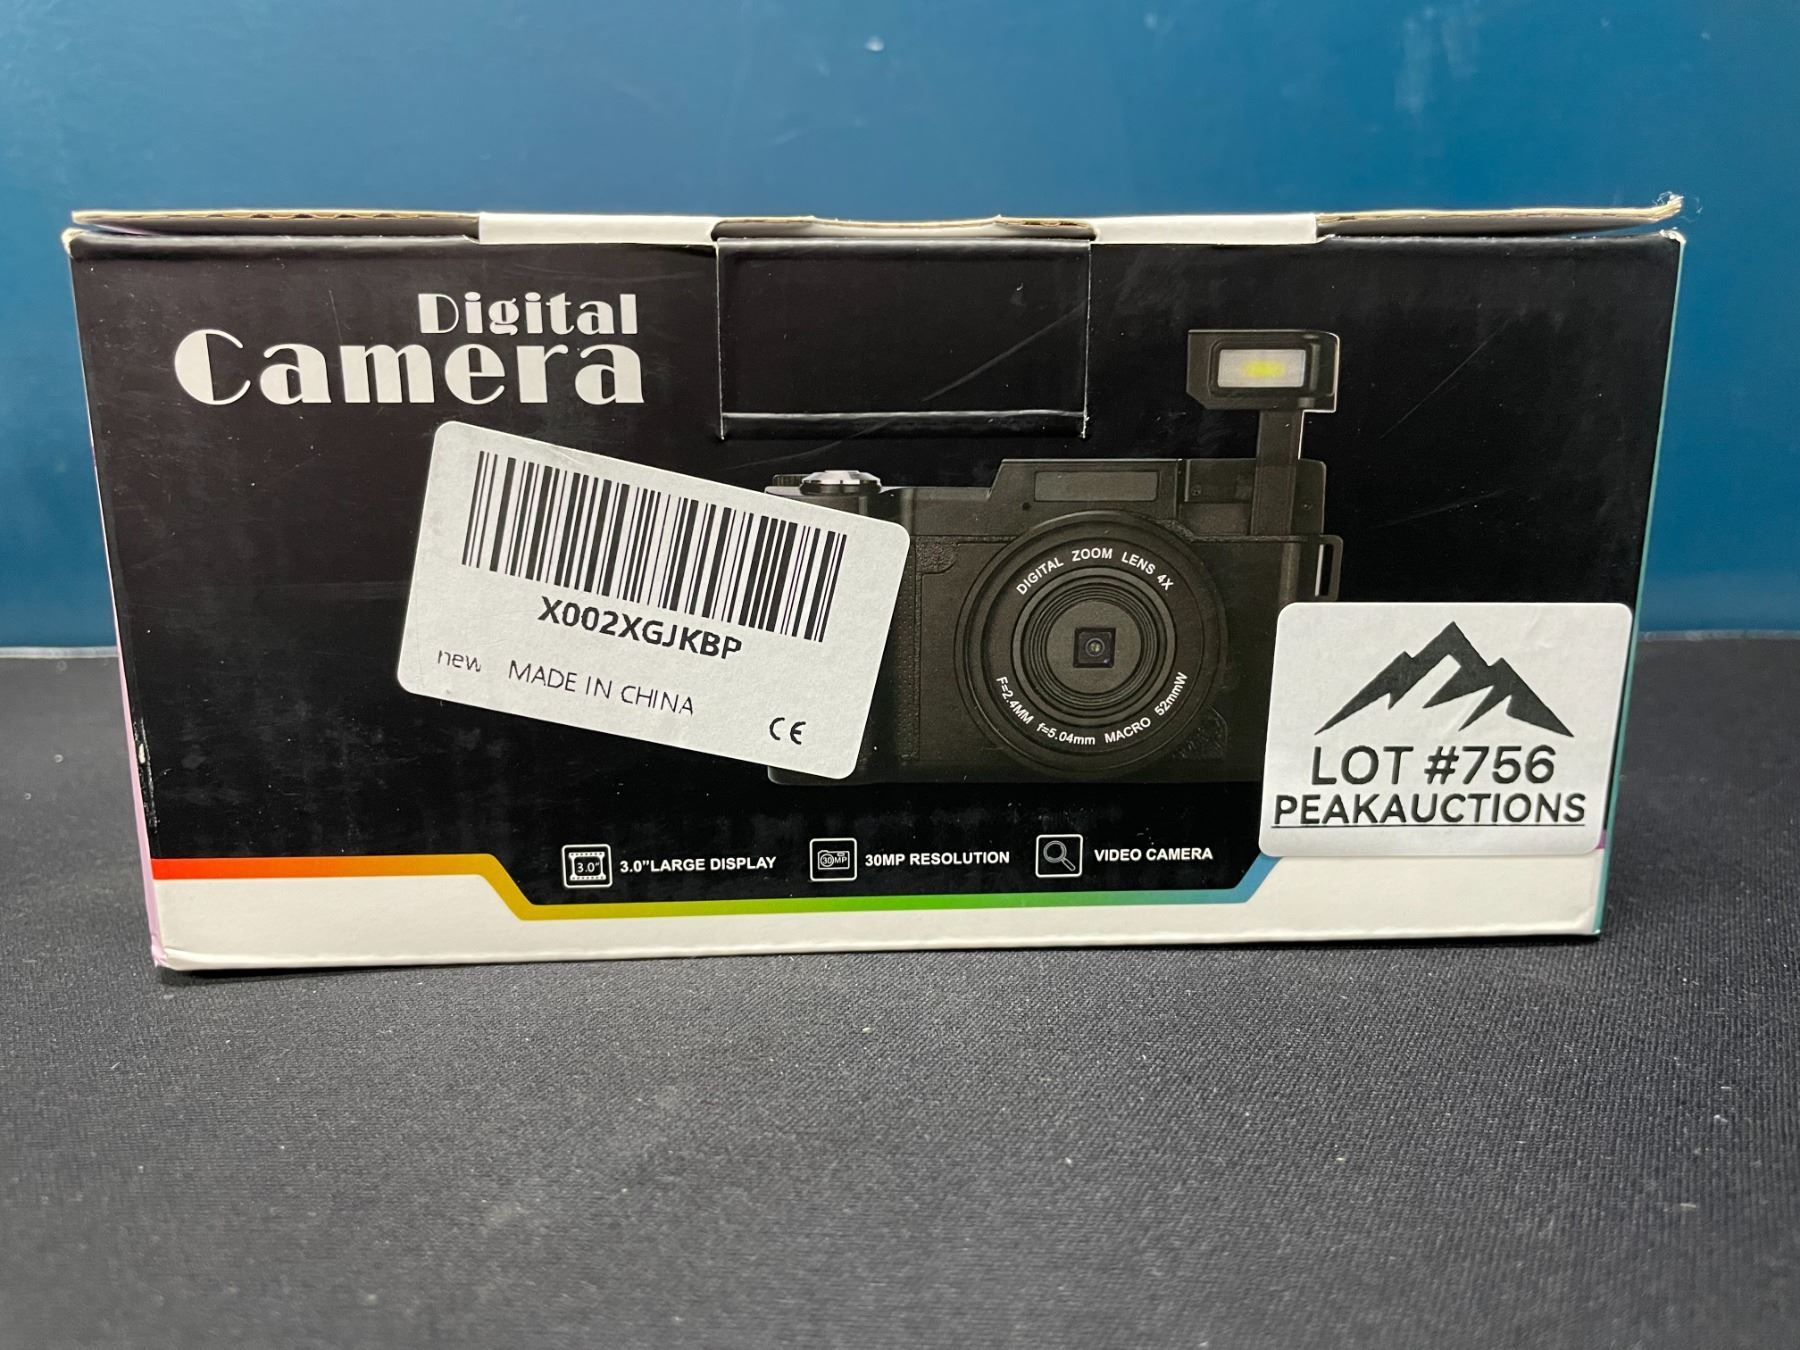 Digital
Camera
X002XGJKBP
new MADE IN CHINA
CE
DIGITAL ZOOM LENS 4X
F=2.4MM f=5.04mm MACRO 52mmW
LOT #756
PEAKAUCTIONS
3.0" 3.0"LARGE DISPLAY
30MP 30MP RESOLUTION
VIDEO CAMERA